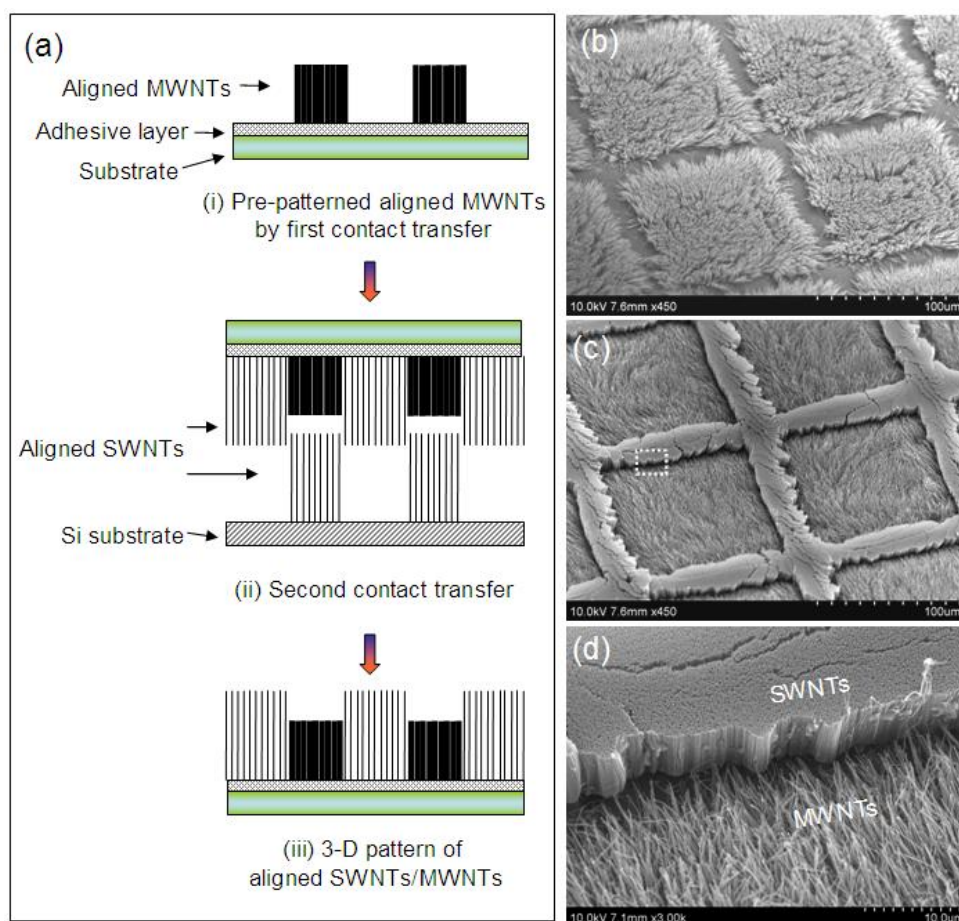 (a)
Aligned MWNTs
Adhesive layer
Substrate
(i) Pre-patterned aligned MWNTs
by first contact transfer
Aligned SWNTs
Si substrate
(ii) Second contact transfer
(iii) 3-D pattern of
aligned SWNTs/MWNTs
(b)
10.0kV 7.6mm x450
100um
(c)
10.0kV 7.6mm x450
100um
(d)
SWNTs
MWNTs
10.0kV 7.1mm x3.00k
10.0um